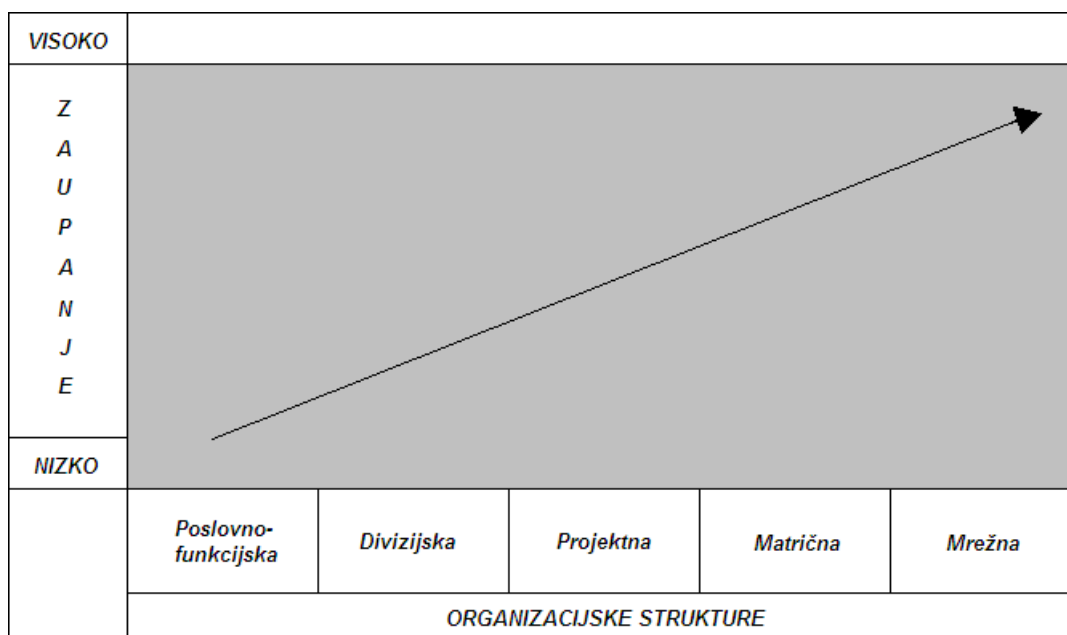 VISOKO
Z
A
U
P
A
N
J
E
NIZKO
Poslovno-
funkcijska
Divizijska
Projektna
Matrična
Mrežna
ORGANIZACIJSKE STRUKTURE